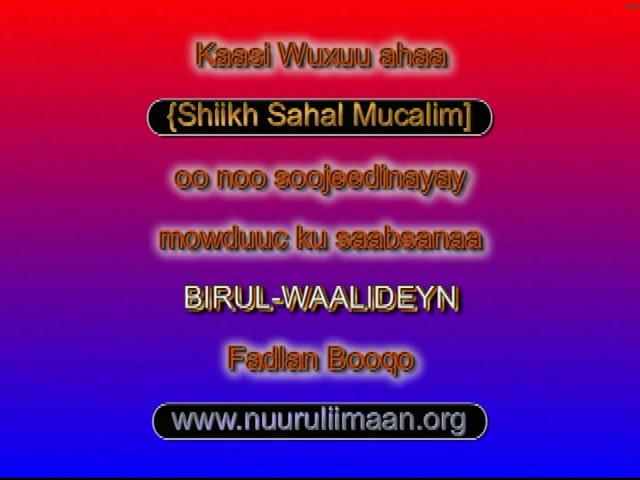 Kaasi Wuxuu ahaa
{Shiikh Sahal Mucalim]
oo noo soojeedinayay
mowduuc ku saabsanaa
BIRUL-WAALIDEYN
Fadlan Booqo
www.nuuruliimaan.org